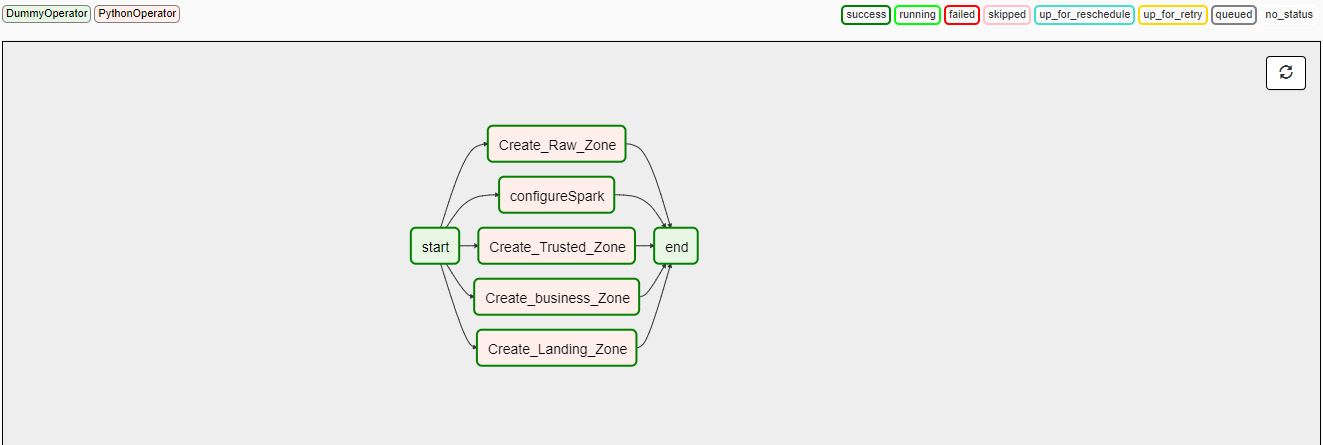 DummyOperator PythonOperator success running failed skipped up_for_reschedule up_for_retry queued no_status
Create_Raw_Zone
configureSpark
start Create_Trusted_Zone end
Create_business_Zone
Create_Landing_Zone